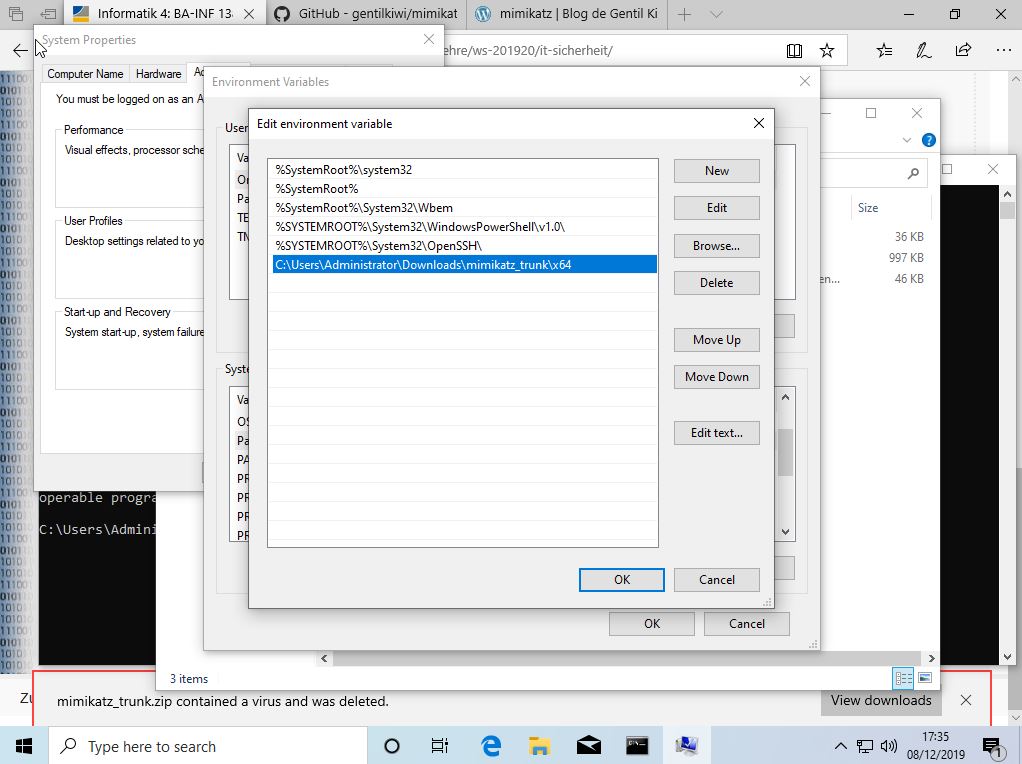 Informatik 4: BA-INF 13
GitHub - gentilkiwi/mimikat
mimikatz | Blog de Gentil Ki
System Properties
ehre/ws-201920/it-sicherheit/
Computer Name
Hardware
You must be logged on as an A
Performance
Visual effects, processor sche
User Profiles
Desktop settings related to yo
Start-up and Recovery
System start-up, system failure
Environment Variables
User
Va
Pa
TE
Syste
Va
OS
Pa
PA
PR
PR
PR
PR
Edit environment variable
%SystemRoot%\system32
%SystemRoot%
%SystemRoot%\System32\Wbem
%SYSTEMROOT%\System32\WindowsPowerShell\v1.0\
%SYSTEMROOT%\System32\OpenSSH\
C:\Users\Administrator\Downloads\mimikatz_trunk\x64
New
Edit
Browse...
Delete
Move Up
Move Down
Edit text...
OK
Cancel
OK
Cancel
Size
36 KB
997 KB
en...
46 KB
operable progra
C:\Users\Admini
3 items
mimikatz_trunk.zip contained a virus and was deleted.
View downloads
Type here to search
17:35
08/12/2019
1